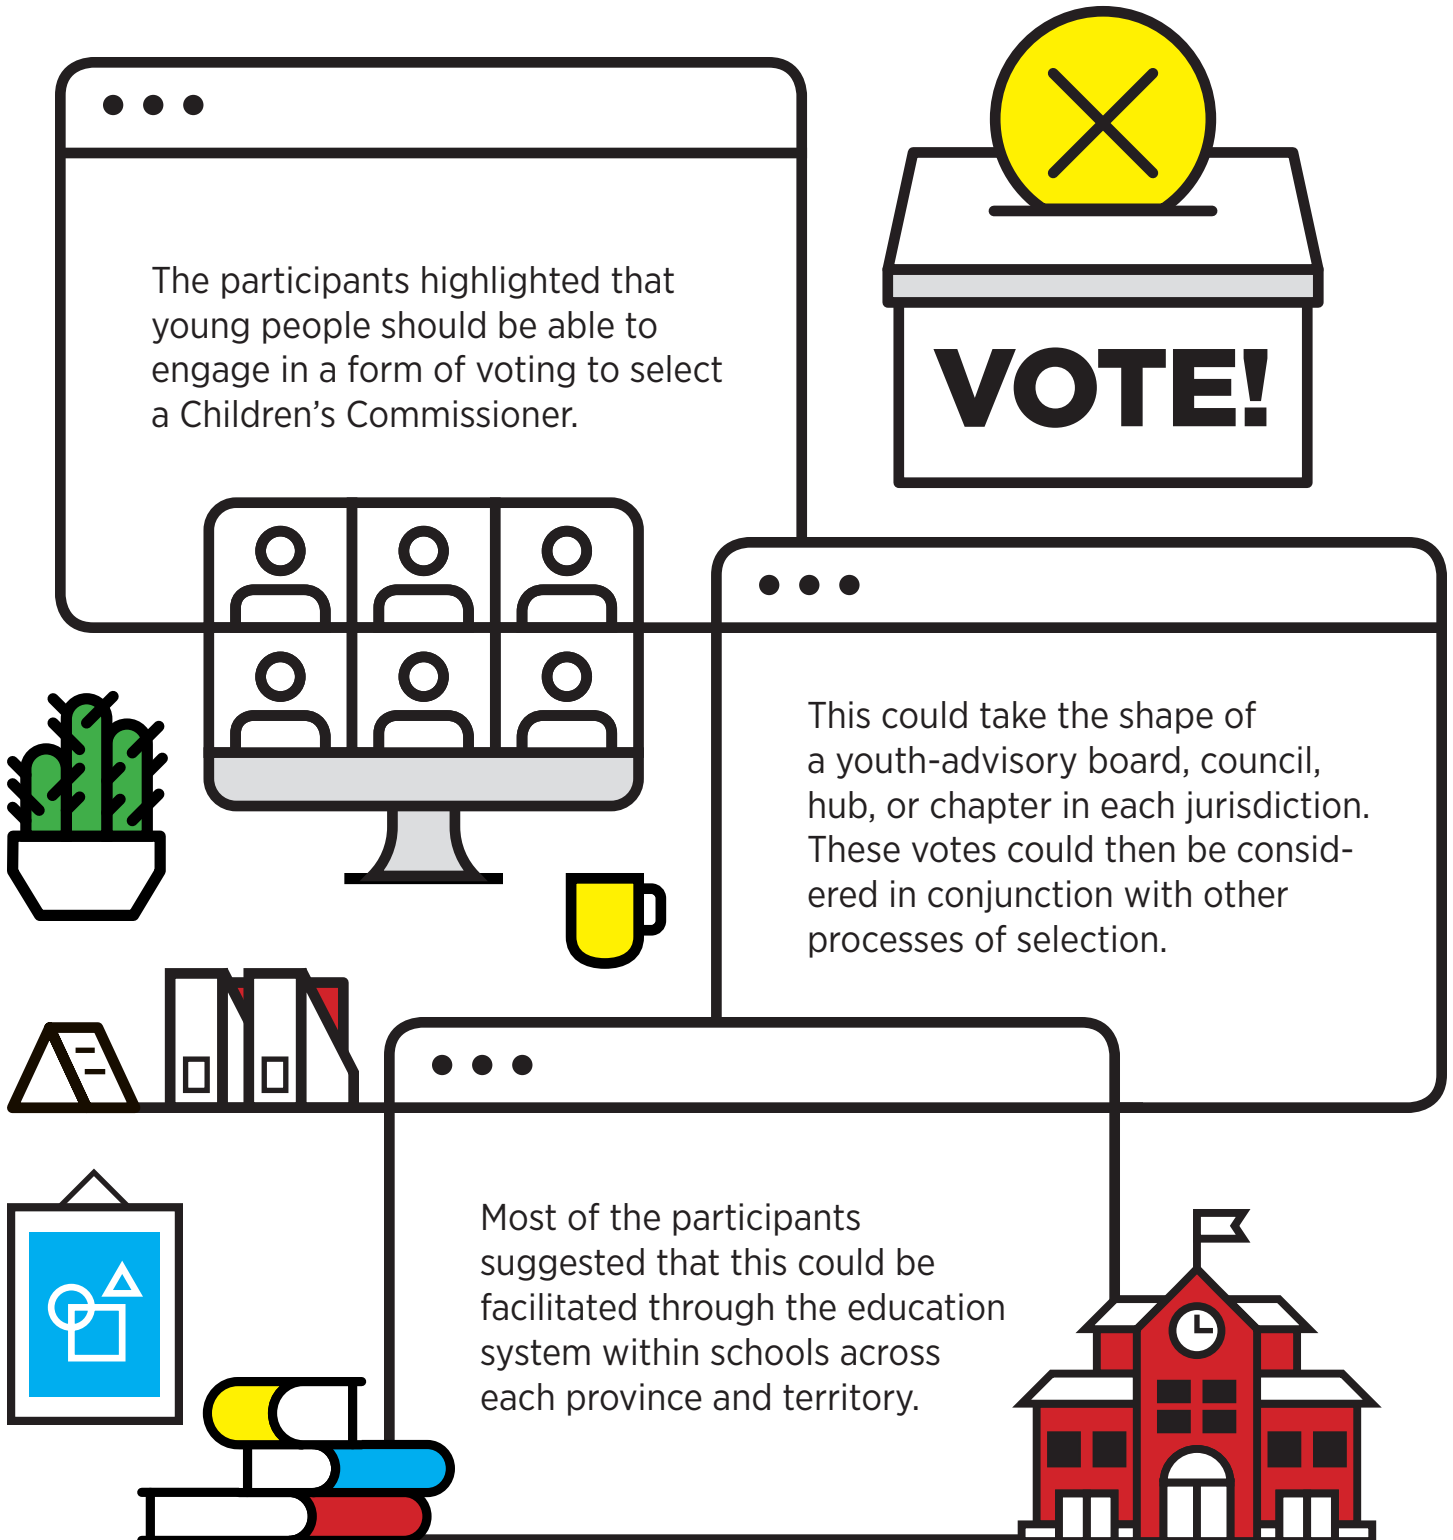 The participants highlighted that
young people should be able to
engage in a form of voting to select
a Children’s Commissioner.
VOTE!
This could take the shape of
a youth-advisory board, council,
hub, or chapter in each jurisdiction.
These votes could then be consid-
ered in conjunction with other
processes of selection.
Most of the participants
suggested that this could be
facilitated through the education
system within schools across
each province and territory.